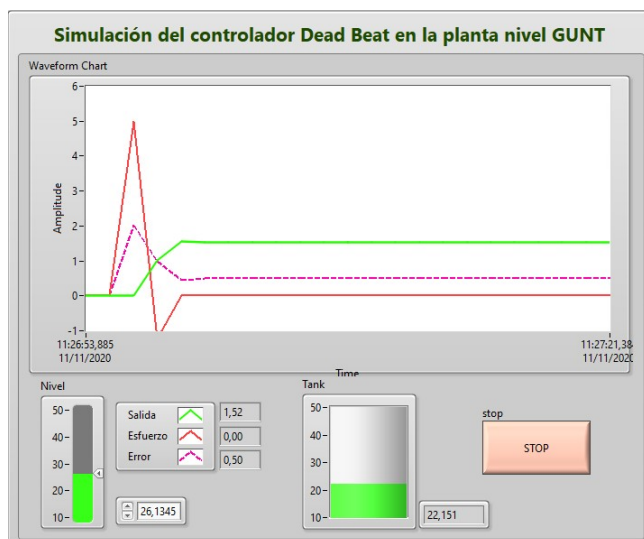 Simulación del controlador Dead Beat en la planta nivel GUNT
Waveform Chart
6
5
4
3
2
1
0
-1
Amplitude
11:26:53,885
11/11/2020
11:27:21,384
11/11/2020
Time
Nivel
50
40
30
20
10
26,1345
Salida 1,52
Esfuerzo 0,00
Error 0,50
Tank
50
40
30
20
10
22,151
stop
STOP